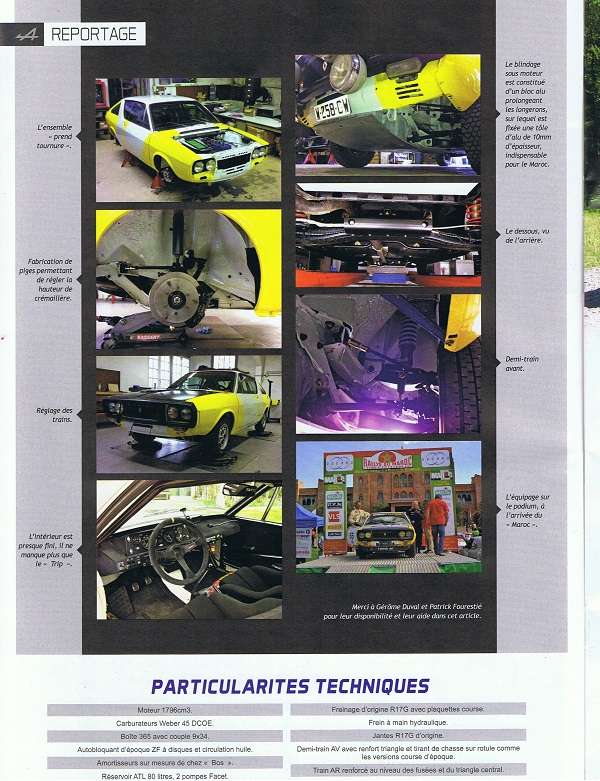 REPORTAGE
L'ensemble
« prend
tournure ».
Fabrication de
piges permettant
de régler la
hauteur de
crémaillère.
Réglage des
trains.
L'intérieur est
presque fini, il ne
manque plus que
le « Trip ».
Le blindage
sous moteur
est constitué
d'un bloc alu
prolongeant
les longerons,
sur lequel est
fixée une tôle
d'alu de 10mm
d'épaisseur,
indispensable
pour le Maroc.
Le dessous, vu
de l'arrière.
Demi-train
avant.
L'équipage sur
le podium, à
l'arrivée du
« Maroc ».
258-CW
RALLYE DU MAROC
Merci à Gérôme Duval et Patrick Fourestié
pour leur disponibilité et leur aide dans cet article.
PARTICULARITES TECHNIQUES
Moteur 1796cm3.
Carburateurs Weber 45 DCOE.
Boîte 365 avec couple 9x34.
Autobloquant d'époque ZF à disques et circulation huile.
Amortisseurs sur mesure de chez « Bos ».
Réservoir ATL 80 litres, 2 pompes Facet.
Freinage d'origine R17G avec plaquettes course.
Frein à main hydraulique.
Jantes R17G d'origine.
Demi-train AV avec renfort triangle et tirant de chasse sur rotule comme
les versions course d'époque.
Train AR renforcé au niveau des fusées et du triangle central.